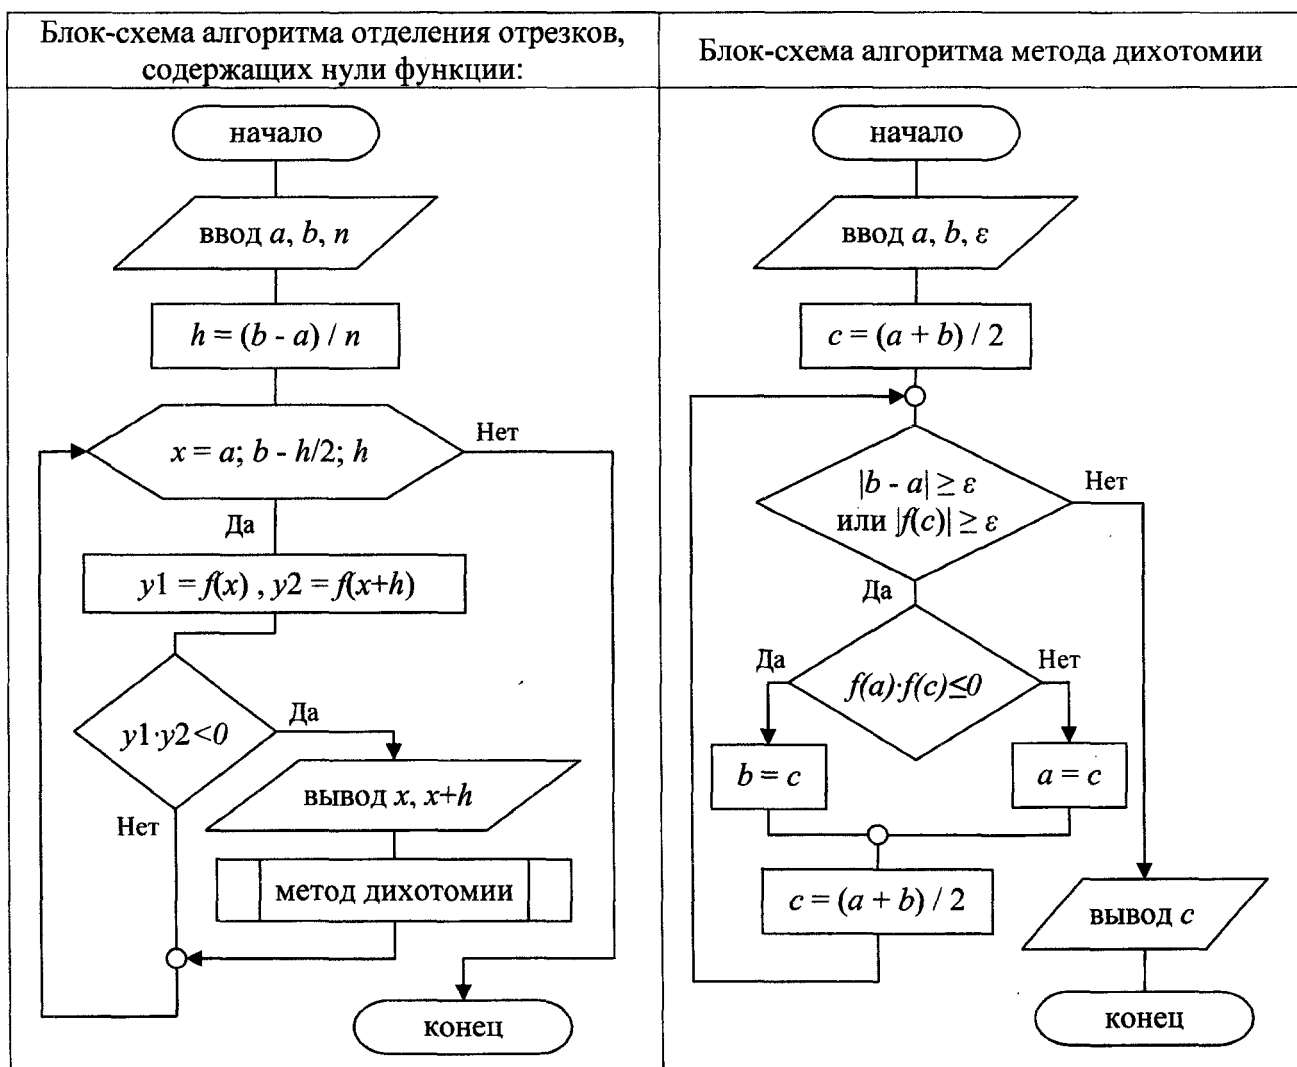 Блок-схема алгоритма отделения отрезков,
содержащих нули функции:
начало
ввод a, b, n
h = (b - a) / n
x = a; b - h/2; h
Нет
Да
y1 = f(x) , y2 = f(x+h)
y1·y2<0
Да
вывод x, x+h
Нет
метод дихотомии
конец
Блок-схема алгоритма метода дихотомии
начало
ввод a, b, ε
c = (a + b) / 2
|b - a| ≥ ε
или |f(c)| ≥ ε
Нет
Да
f(a)·f(c)≤0
Да
Нет
b = c
a = c
c = (a + b) / 2
вывод c
конец